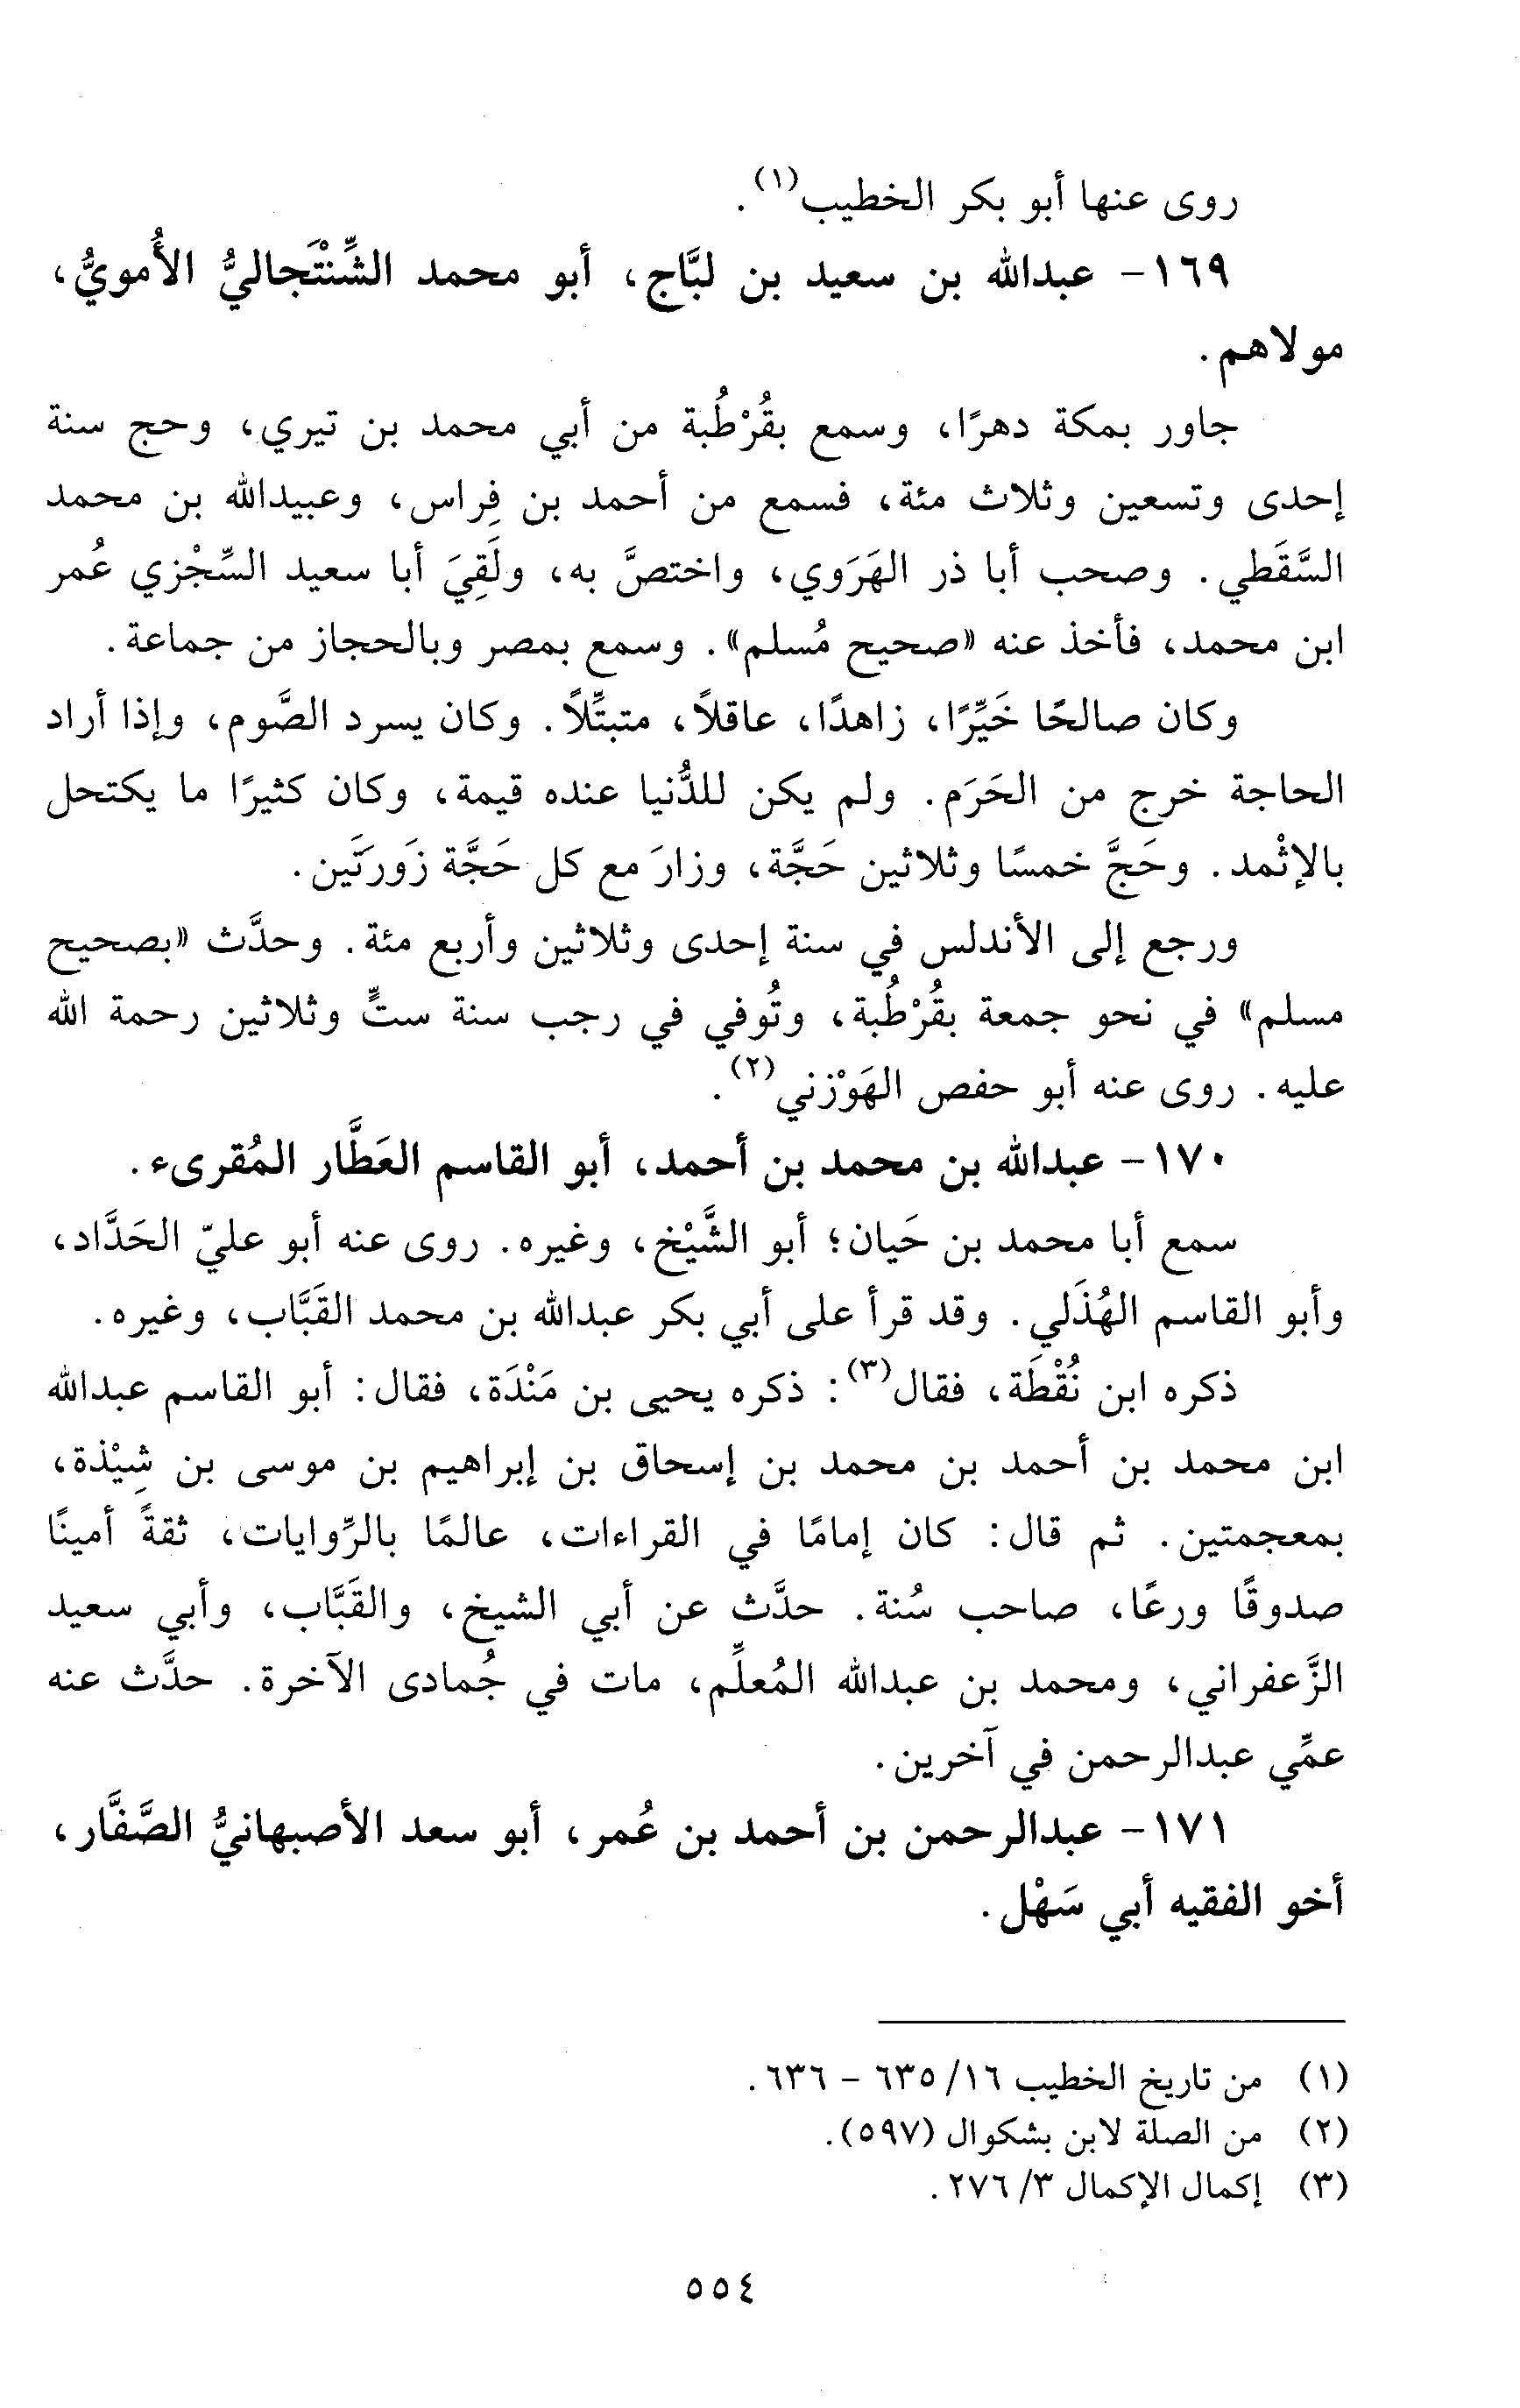 روى عنها أبو بكر الخطيب(١).
١٦٩- عبدالله بن سعيد بن لبَّاج، أبو محمد الشِّنْتَجاليُّ الأُمويُّ،
مولاهم.
جاور بمكة دهرًا، وسمع بقُرْطُبة من أبي محمد بن تيري، وحج سنة
إحدى وتسعين وثلاث مئة، فسمع من أحمد بن فِراس، وعبيدالله بن محمد
السَّقَطي. وصحب أبا ذر الهَرَوي، واختصَّ به، ولَقِيَ أبا سعيد السِّجْزي عُمر
ابن محمد، فأخذ عنه «صحيح مُسلم». وسمع بمصر وبالحجاز من جماعة.
وكان صالحًا خَيِّرًا، زاهدًا، عاقلاً، متبتِّلاً. وكان يسرد الصَّوم، وإذا أراد
الحاجة خرج من الحَرَم. ولم يكن للدُّنيا عنده قيمة، وكان كثيرًا ما يكتحل
بالإثْمد. وحَجَّ خمسًا وثلاثين حَجَّة، وزارَ مع كل حَجَّة زَورتَين.
ورجع إلى الأندلس في سنة إحدى وثلاثين وأربع مئة. وحدَّث «بصحيح
مسلم» في نحو جمعة بقُرْطُبة، وتُوفي في رجب سنة ستٍّ وثلاثين رحمة الله
عليه. روى عنه أبو حفص الهَوْزني(٢).
١٧٠- عبدالله بن محمد بن أحمد، أبو القاسم العَطَّار المُقرىء.
سمع أبا محمد بن حَيان؛ أبو الشَّيْخ، وغيره. روى عنه أبو عليّ الحَدَّاد،
وأبو القاسم الهُذَلي. وقد قرأ على أبي بكر عبدالله بن محمد القَبَّاب، وغيره.
ذكره ابن نُقْطَة، فقال(٣): ذكره يحيى بن مَنْدَة، فقال: أبو القاسم عبدالله
ابن محمد بن أحمد بن محمد بن إسحاق بن إبراهيم بن موسى بن شِيْذة،
بمعجمتين. ثم قال: كان إمامًا في القراءات، عالمًا بالرِّوايات، ثقةً أمينًا
صدوقًا ورعًا، صاحب سُنة. حدَّث عن أبي الشيخ، والقَبَّاب، وأبي سعيد
الزَّعفراني، ومحمد بن عبدالله المُعلِّم، مات في جُمادى الآخرة. حدَّث عنه
عمِّي عبدالرحمن في آخرين.
١٧١- عبدالرحمن بن أحمد بن عُمر، أبو سعد الأصبهانيُّ الصَّفَّار،
أخو الفقيه أبي سَهْل.
(١) من تاريخ الخطيب ١٦/ ٦٣٥ - ٦٣٦.
(٢) من الصلة لابن بشكوال (٥٩٧).
(٣) إكمال الإكمال ٣/ ٢٧٦.
٥٥٤